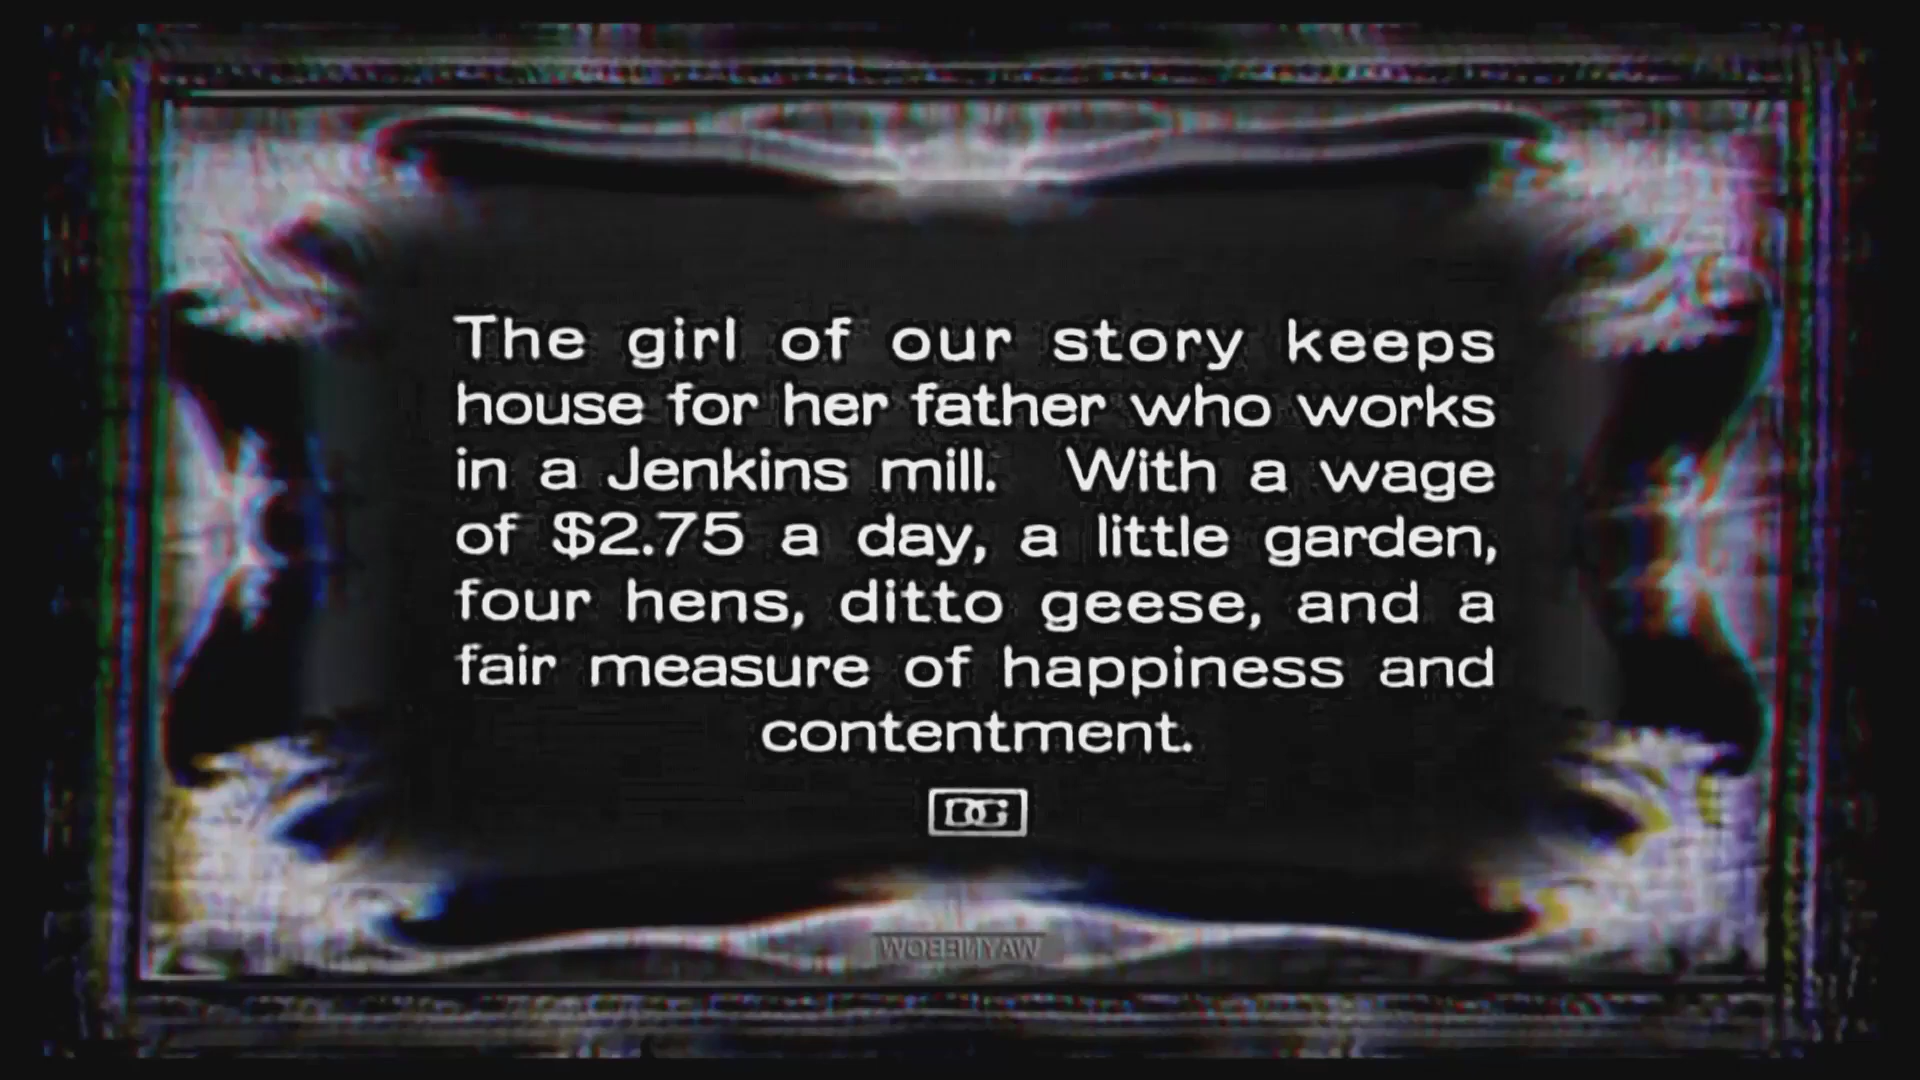 The girl of our story keeps
house for her father who works
in a Jenkins mill. With a wage
of $2.75 a day, a little garden,
four hens, ditto geese, and a
fair measure of happiness and
contentment.
DG